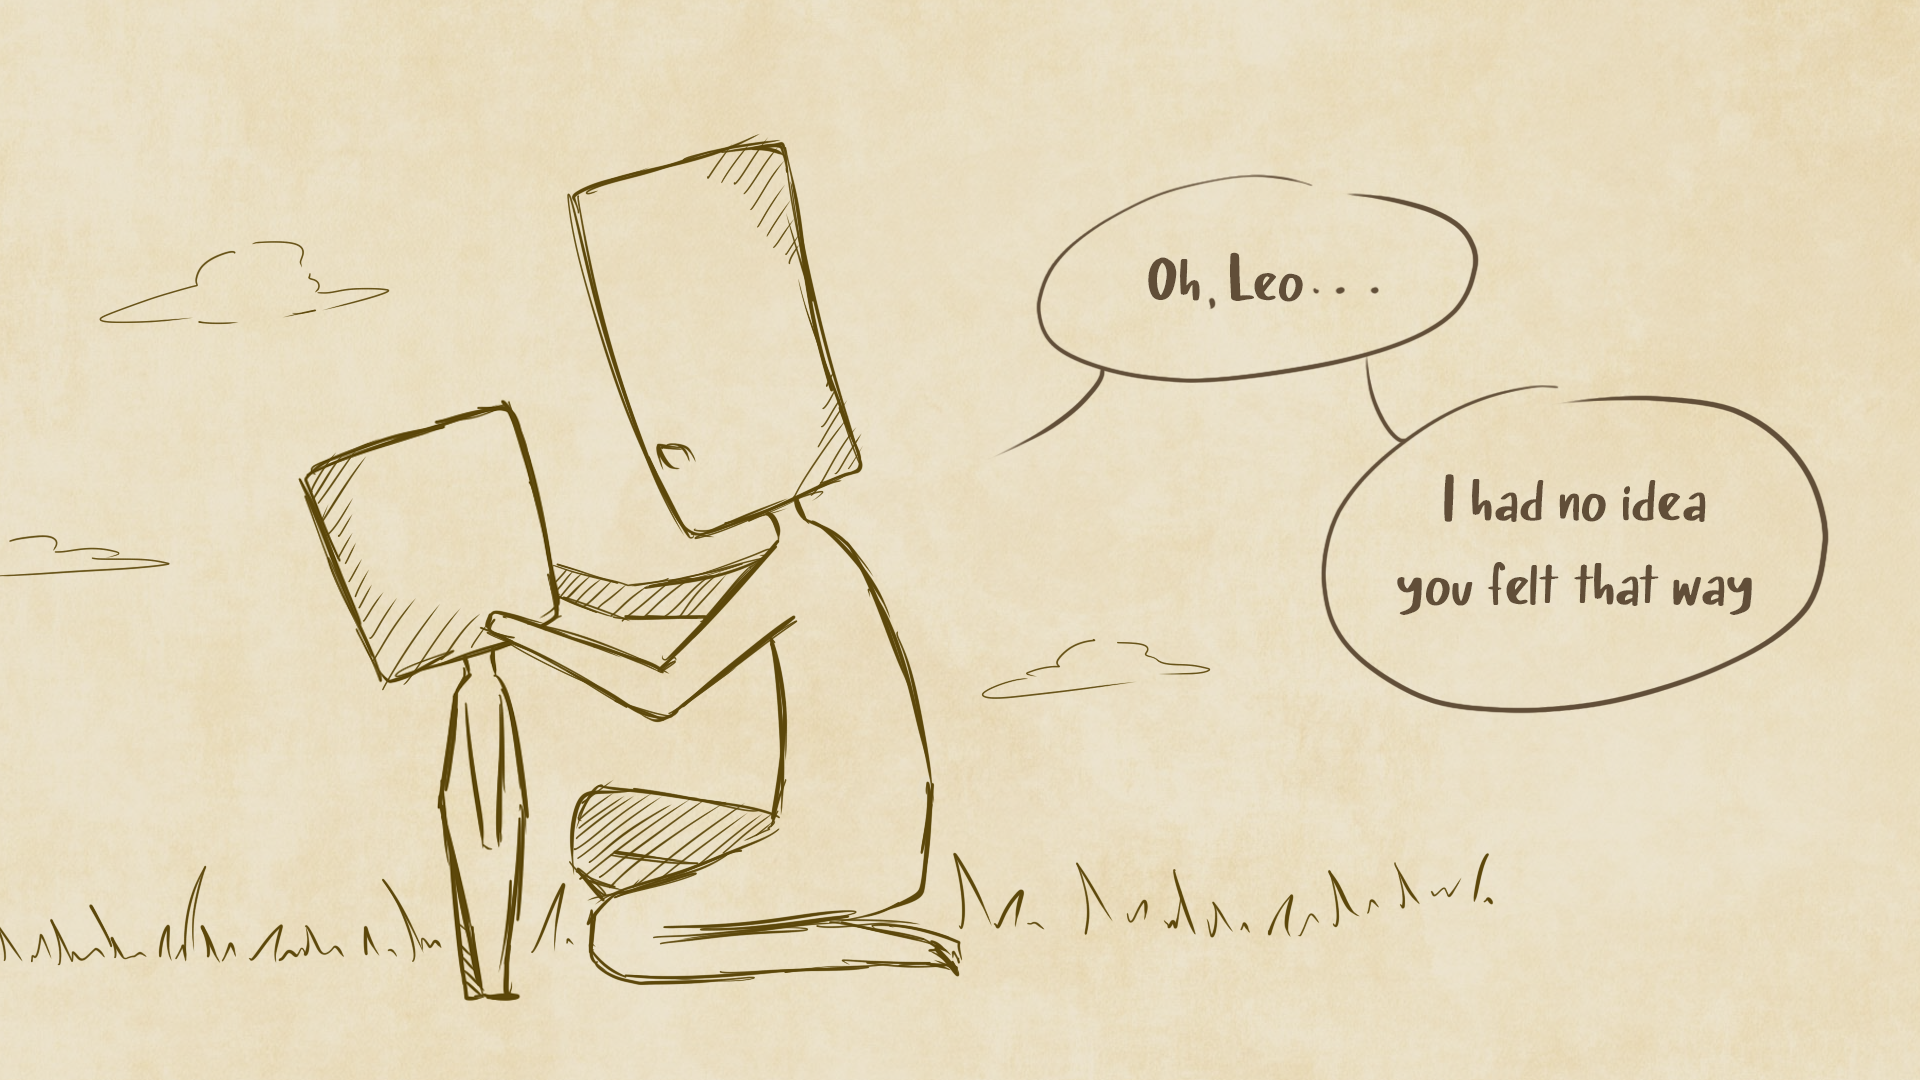 Oh, Leo. . .
I had no idea
you felt that way